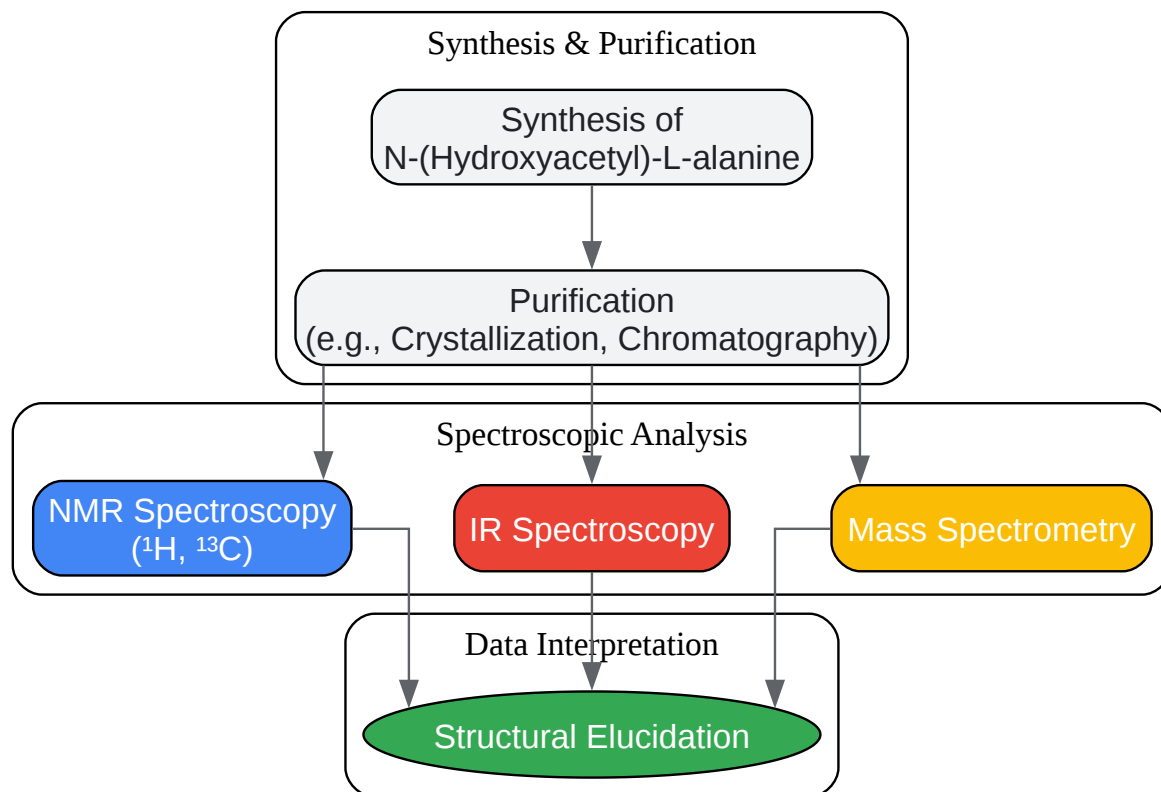 Synthesis & Purification
Synthesis of
N-(Hydroxyacetyl)-L-alanine
Purification
(e.g., Crystallization, Chromatography)
Spectroscopic Analysis
NMR Spectroscopy
(¹H, ¹³C)
IR Spectroscopy
Mass Spectrometry
Data Interpretation
Structural Elucidation